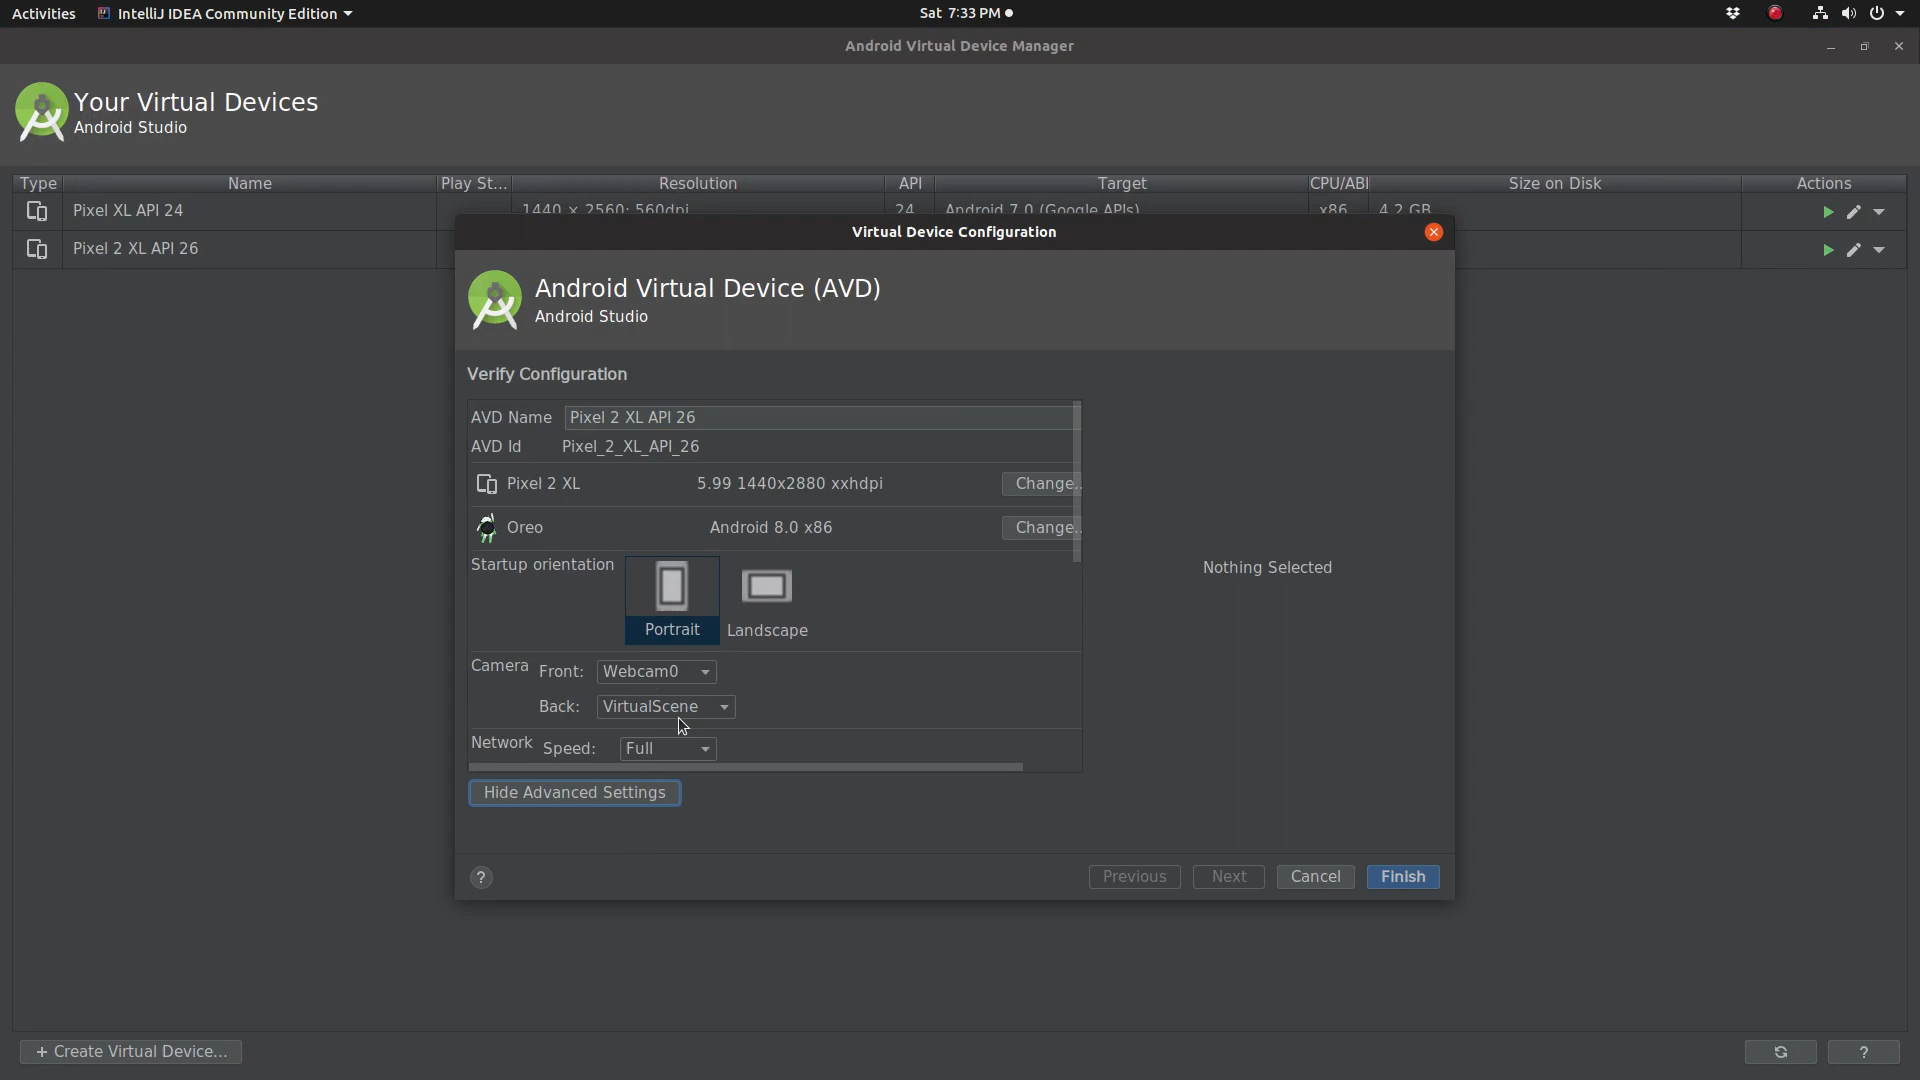 Activities IntelliJ IDEA Community Edition Sat 7:33 PM
Android Virtual Device Manager
Your Virtual Devices
Android Studio
Type Name Play St... Resolution API Target CPU/ABI Size on Disk Actions
Pixel XL API 24 1440 × 2560: 560dpi 24 Android 7.0 (Google APIs) x86 4.2 GB
Pixel 2 XL API 26
Virtual Device Configuration
Android Virtual Device (AVD)
Android Studio
Verify Configuration
AVD Name Pixel 2 XL API 26
AVD Id Pixel_2_XL_API_26
Pixel 2 XL 5.99 1440x2880 xxhdpi Change..
Oreo Android 8.0 x86 Change..
Nothing Selected
Startup orientation
Portrait Landscape
Camera Front: Webcam0
Back: VirtualScene
Network Speed: Full
Hide Advanced Settings
? Previous Next Cancel Finish
+ Create Virtual Device... ?